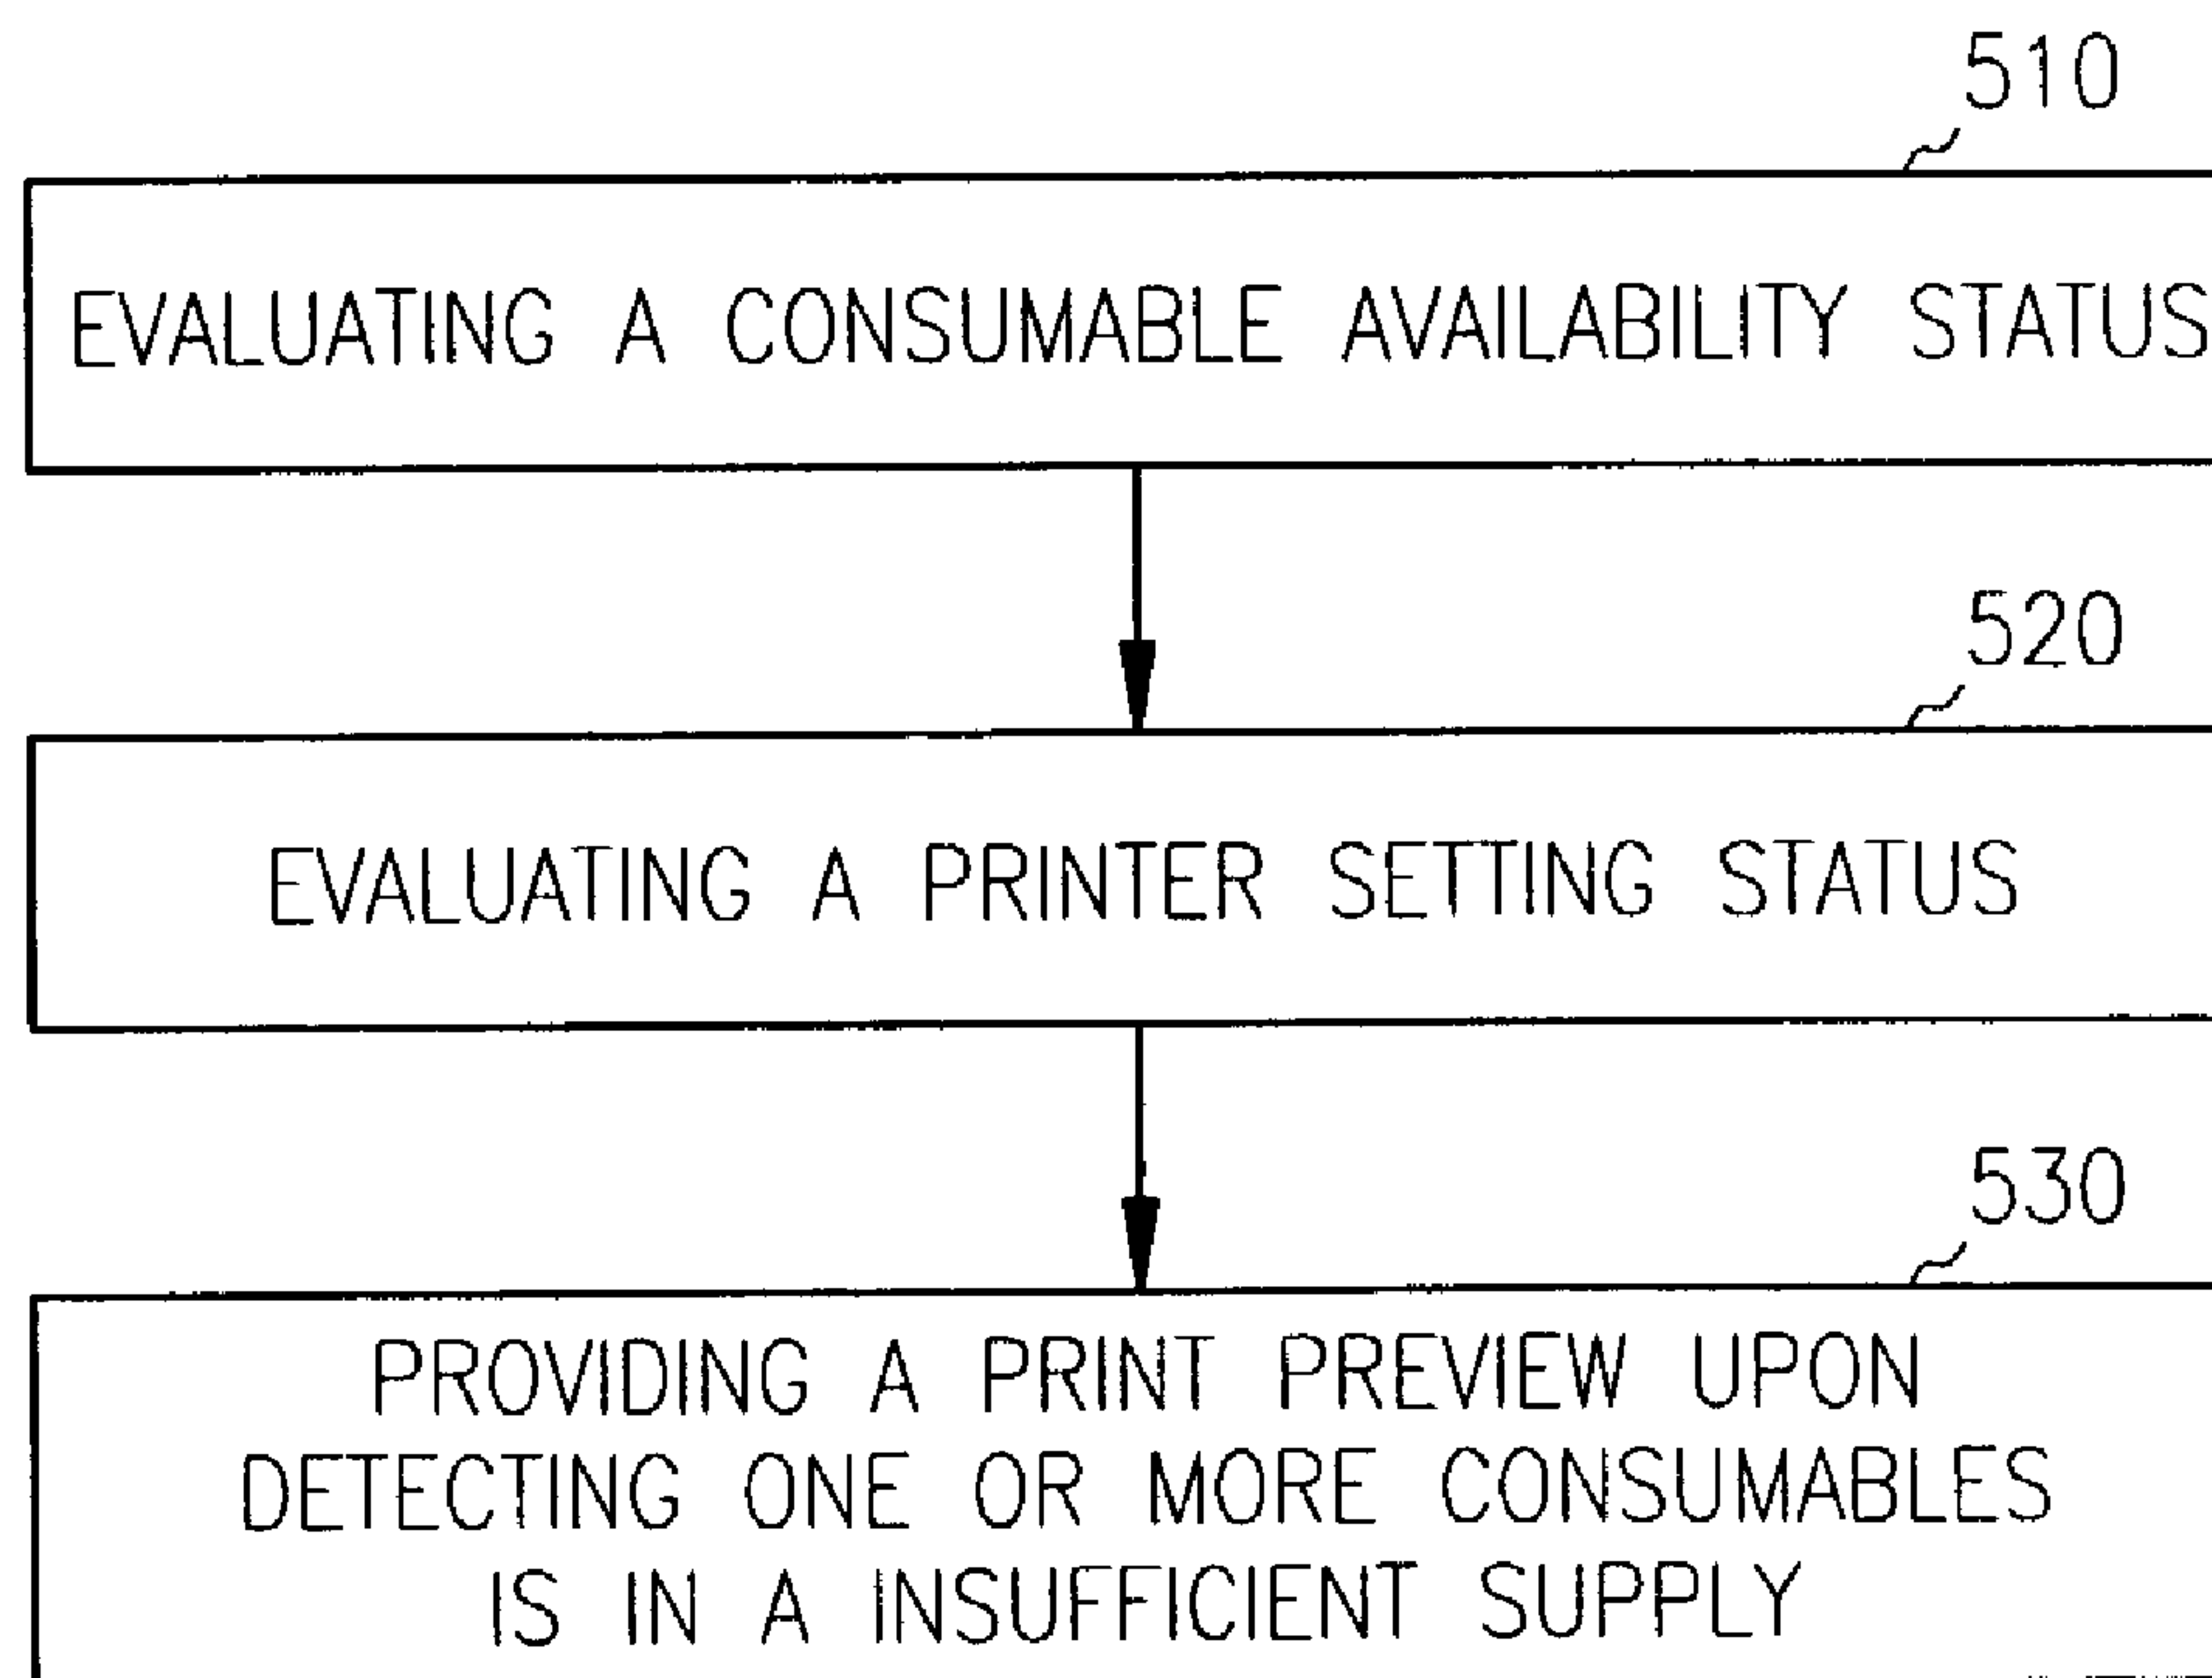 510
EVALUATING A CONSUMABLE AVAILABILITY STATUS
520
EVALUATING A PRINTER SETTING STATUS
530
PROVIDING A PRINT PREVIEW UPON
DETECTING ONE OR MORE CONSUMABLES
IS IN A INSUFFICIENT SUPPLY